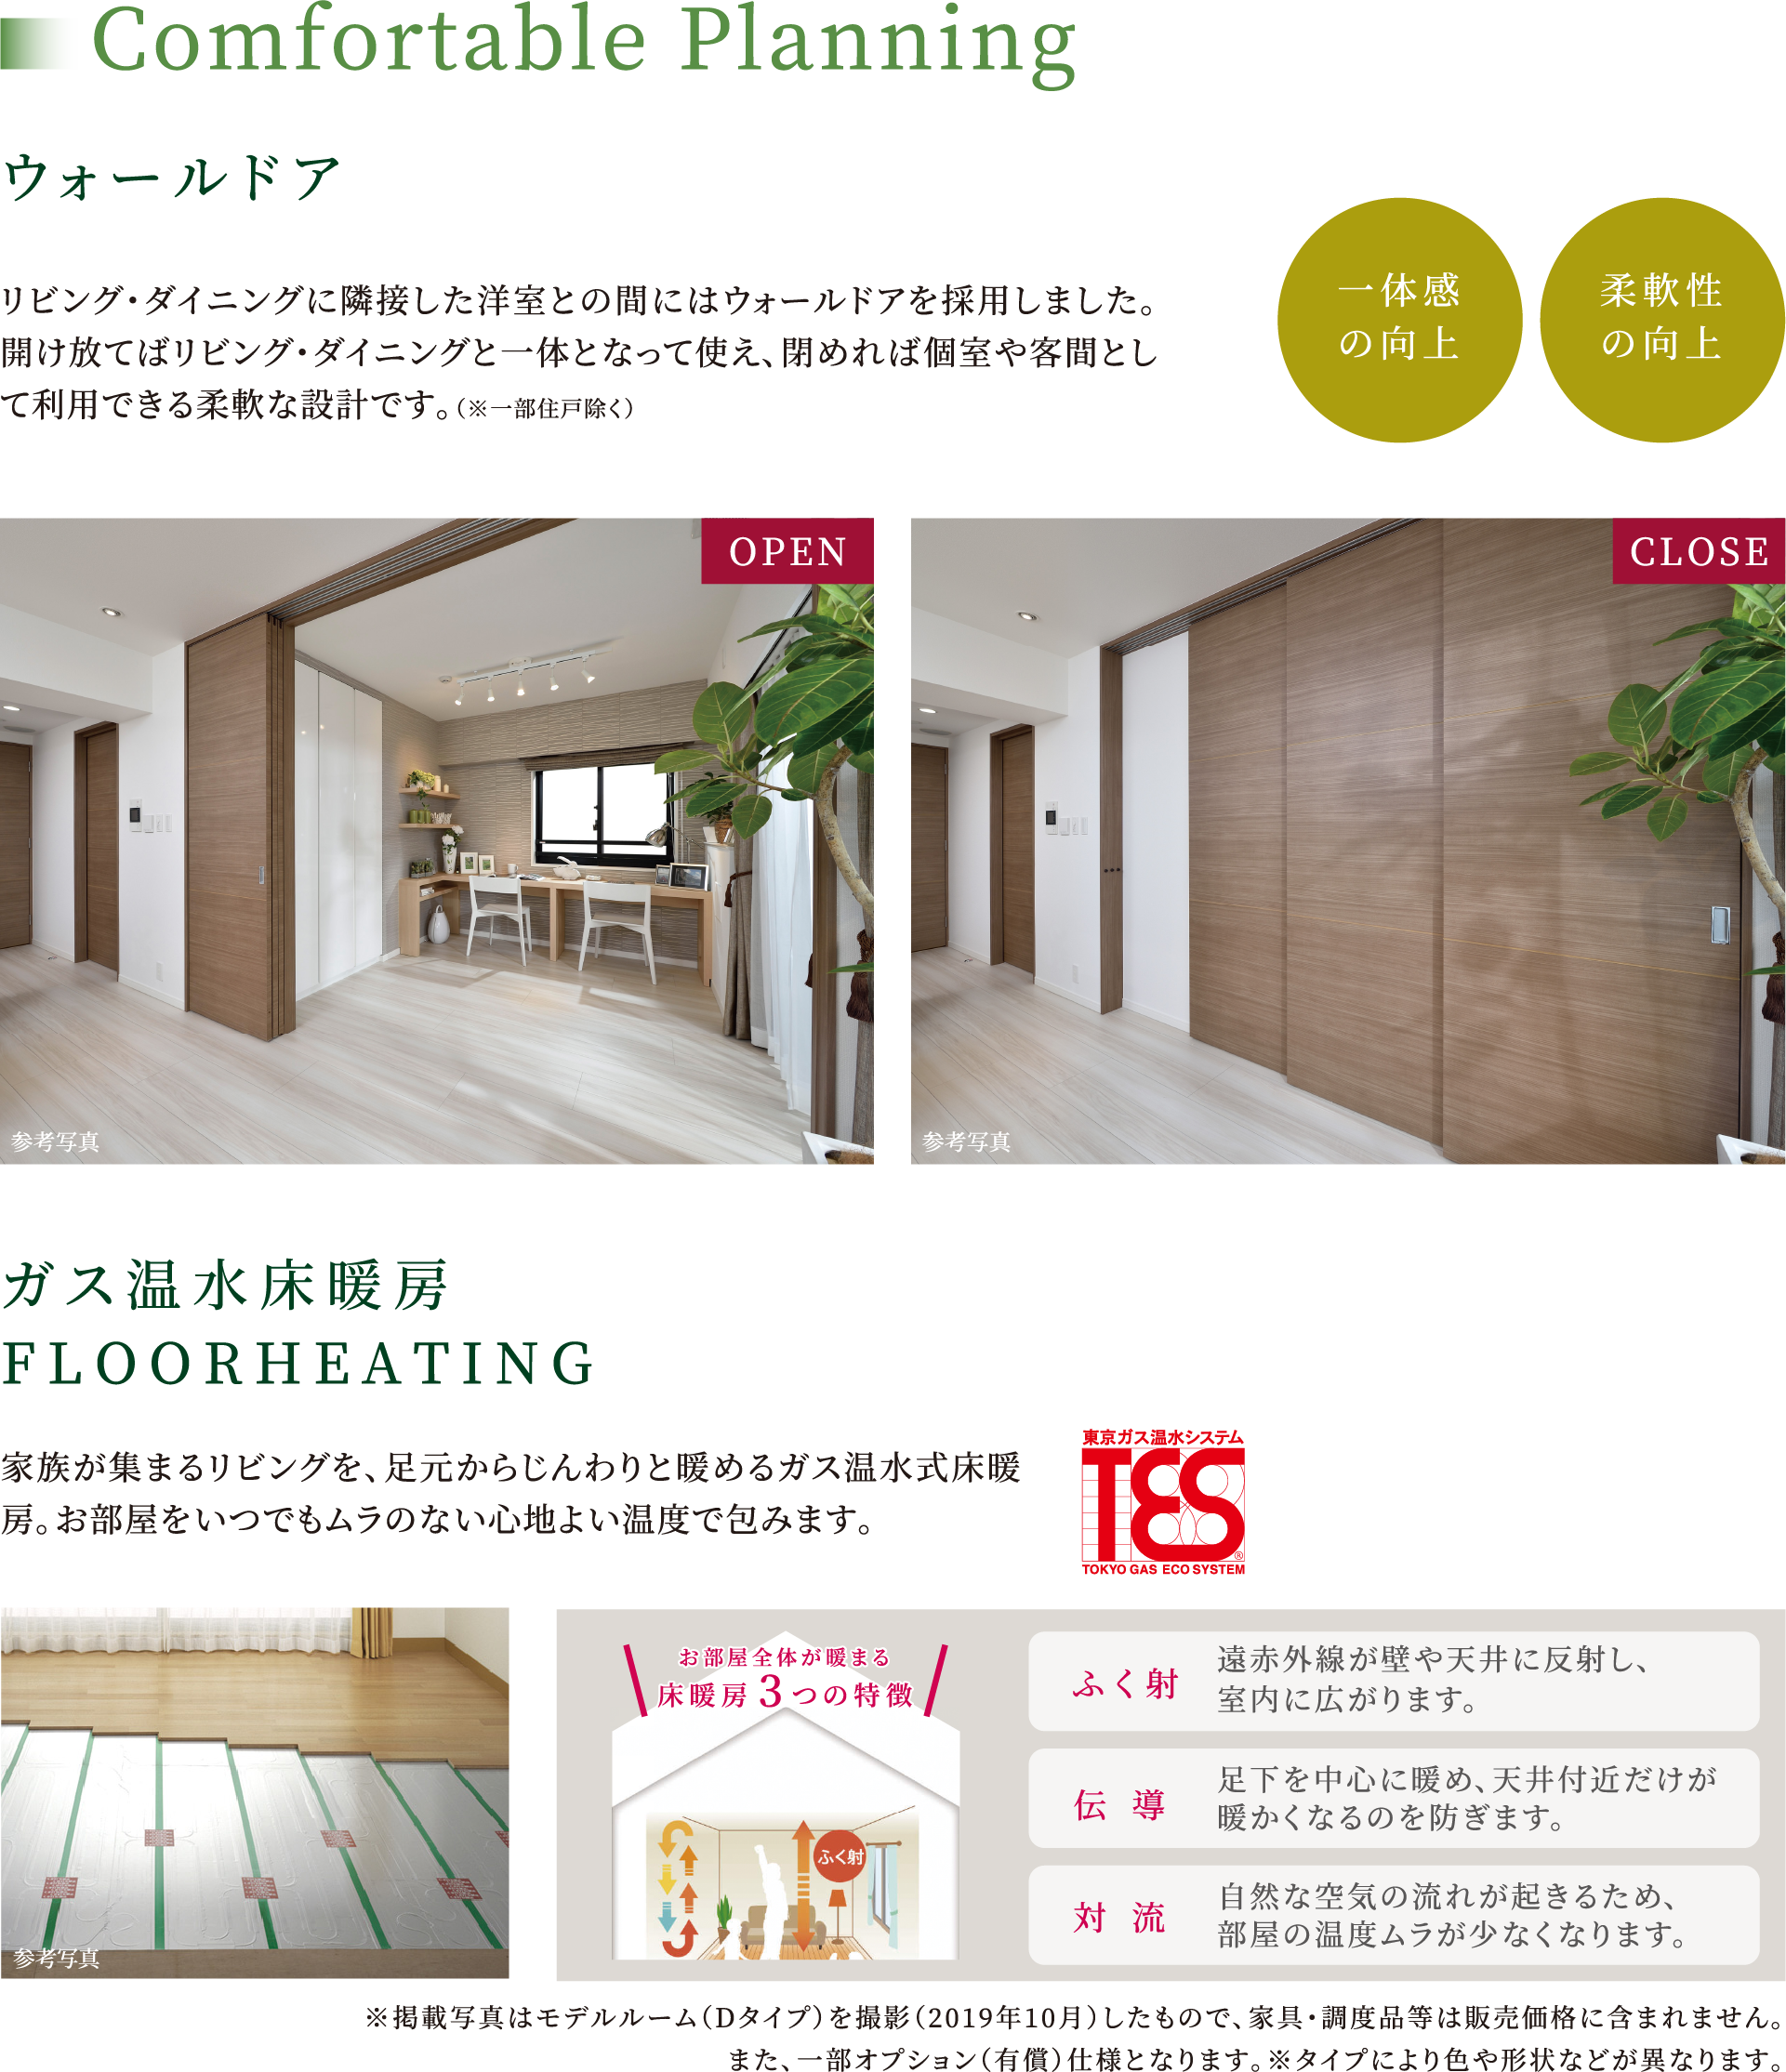 Comfortable Planning
ウォールドア
リビング・ダイニングに隣接した洋室との間にはウォールドアを採用しました。
開け放てばリビング・ダイニングと一体となって使え、閉めれば個室や客間とし
て利用できる柔軟な設計です。（※一部住戸除く）
一体感
の向上
柔軟性
の向上
OPEN
参考写真
CLOSE
参考写真
ガス温水床暖房
FLOORHEATING
家族が集まるリビングを、足元からじんわりと暖めるガス温水式床暖
房。お部屋をいつでもムラのない心地よい温度で包みます。
東京ガス温水システム
TES®
TOKYO GAS ECO SYSTEM
参考写真
お部屋全体が暖まる
床暖房3つの特徴
ふく射
ふく射
遠赤外線が壁や天井に反射し、
室内に広がります。
伝導
足下を中心に暖め、天井付近だけが
暖かくなるのを防ぎます。
対流
自然な空気の流れが起きるため、
部屋の温度ムラが少なくなります。
※掲載写真はモデルルーム（Dタイプ）を撮影（2019年10月）したもので、家具・調度品等は販売価格に含まれません。
また、一部オプション（有償）仕様となります。※タイプにより色や形状などが異なります。